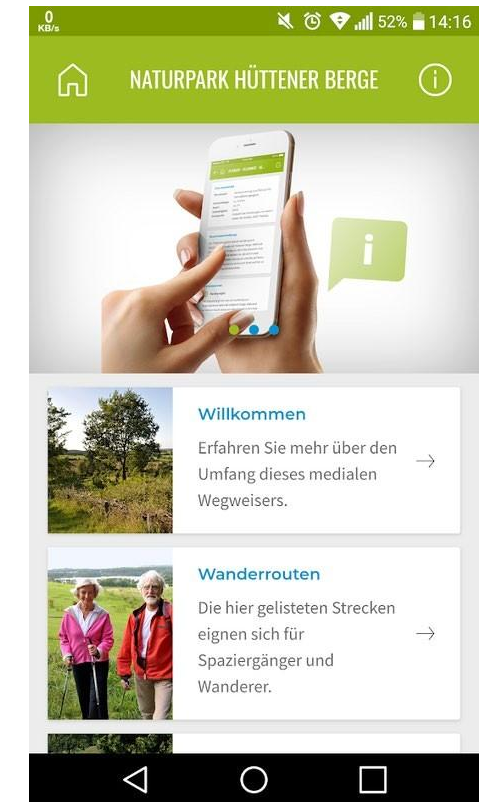 0
KB/s
52% 14:16
NATURPARK HÜTTENER BERGE
Willkommen
Erfahren Sie mehr über den
Umfang dieses medialen
Wegweisers.
Wanderrouten
Die hier gelisteten Strecken
eignen sich für
Spaziergänger und
Wanderer.